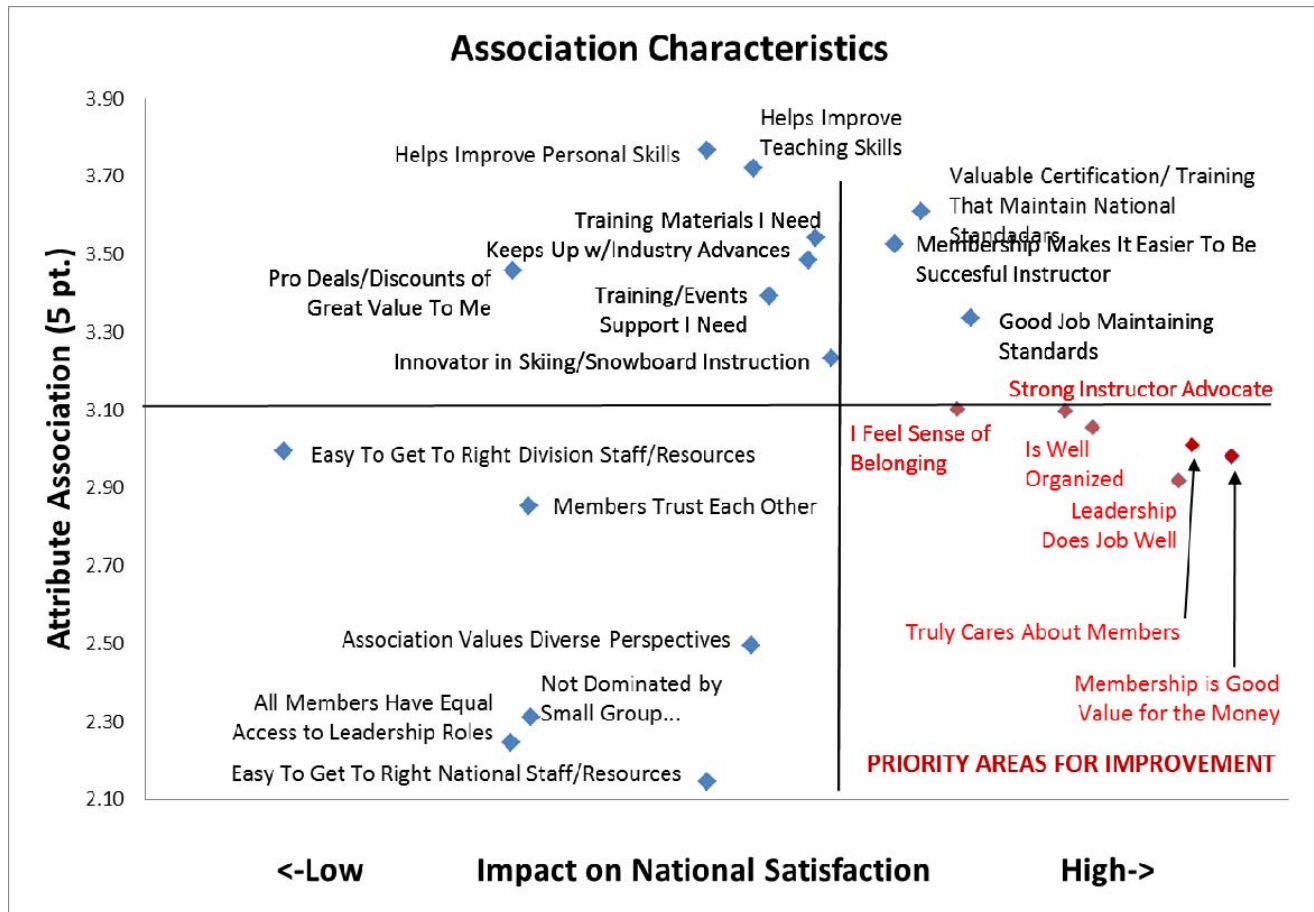 Association Characteristics
3.90
3.70
3.50
3.30
3.10
2.90
2.70
2.50
2.30
2.10
Attribute Association (5 pt.)
Helps Improve Personal Skills
Helps Improve
Teaching Skills
Valuable Certification/ Training
That Maintain National
Standadars
Training Materials I Need
Keeps Up w/Industry Advances
Membership Makes It Easier To Be
Succesful Instructor
Pro Deals/Discounts of
Great Value To Me
Training/Events
Support I Need
Good Job Maintaining
Standards
Innovator in Skiing/Snowboard Instruction
Strong Instructor Advocate
I Feel Sense of
Belonging
Is Well
Organized
Leadership
Does Job Well
Easy To Get To Right Division Staff/Resources
Members Trust Each Other
Truly Cares About Members
Association Values Diverse Perspectives
Membership is Good
Value for the Money
Not Dominated by
Small Group...
All Members Have Equal
Access to Leadership Roles
Easy To Get To Right National Staff/Resources
PRIORITY AREAS FOR IMPROVEMENT
<-Low
Impact on National Satisfaction
High->